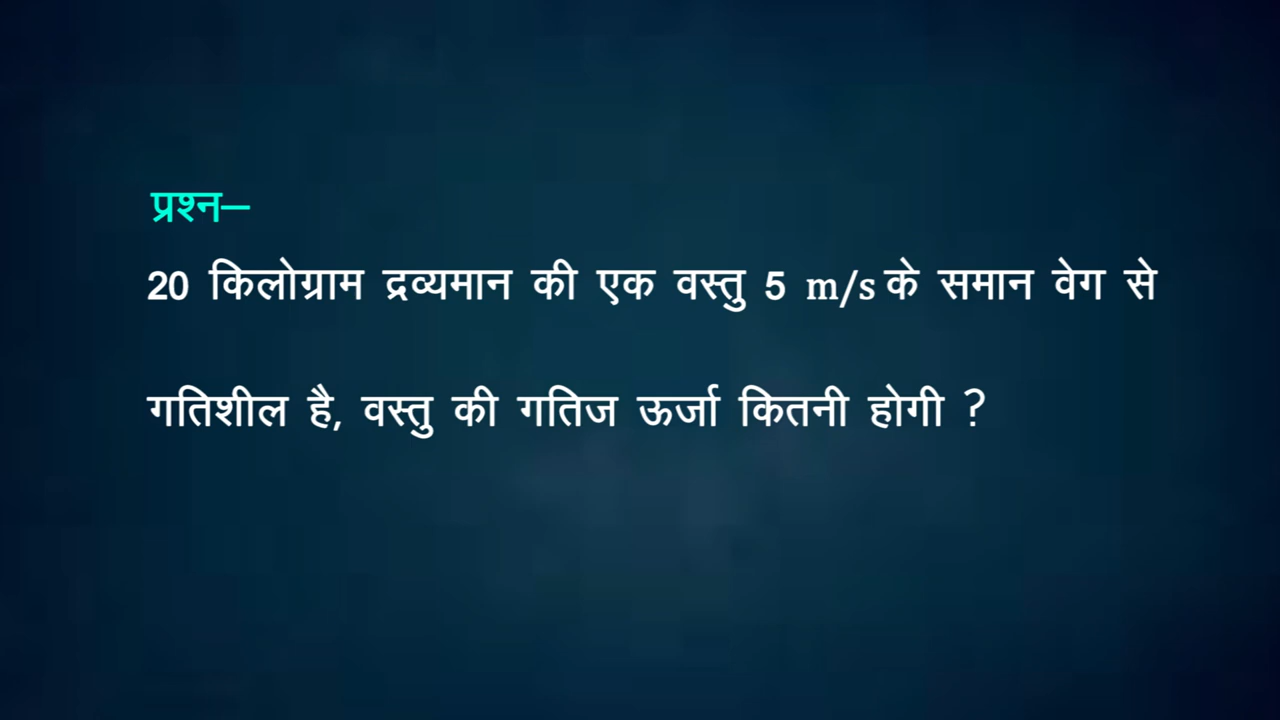 प्रश्न–
20 किलोग्राम द्रव्यमान की एक वस्तु 5 m/s के समान वेग से
गतिशील है, वस्तु की गतिज ऊर्जा कितनी होगी ?